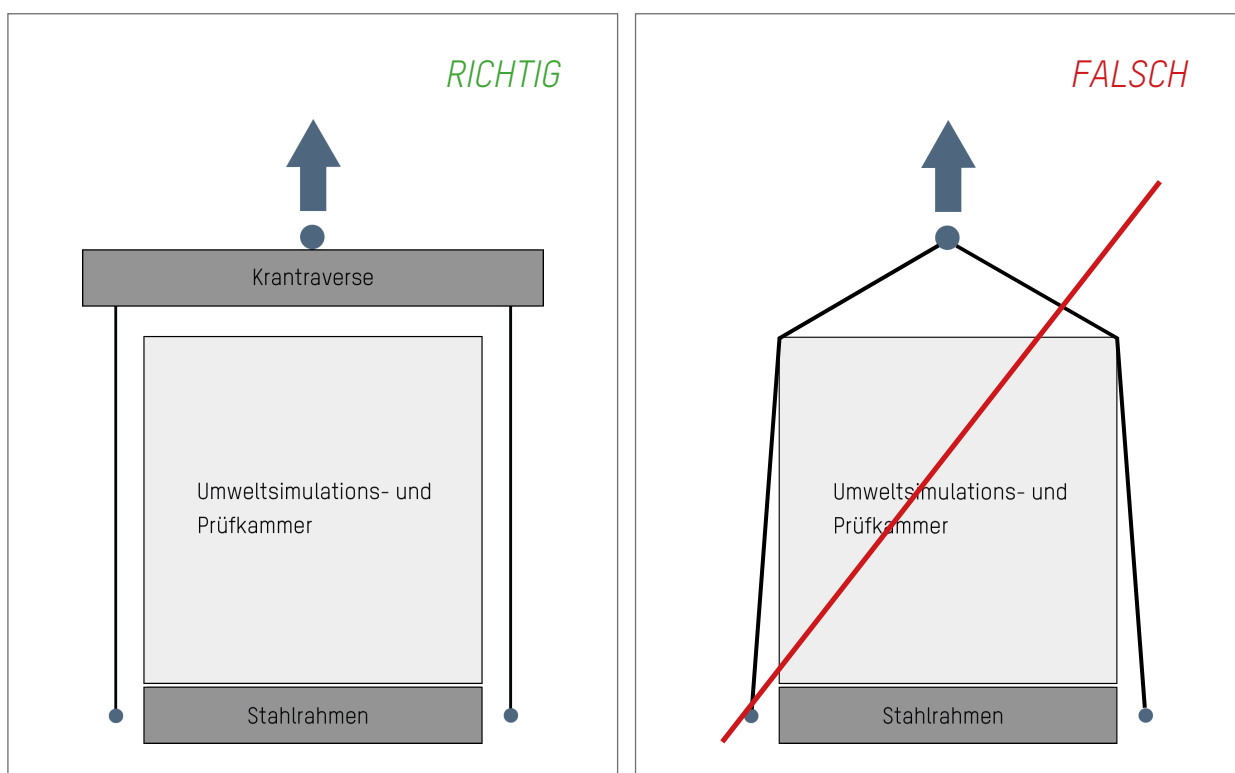 RICHTIG
Krantraverse
Umweltsimulations- und
Prüfkammer
Stahlrahmen
FALSCH
Umweltsimulations- und
Prüfkammer
Stahlrahmen